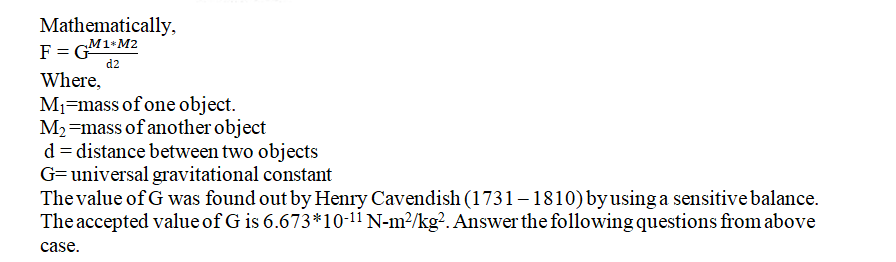 Mathematically,
F = G M1*M2
d2
Where,
M₁=mass of one object.
M₂=mass of another object
d = distance between two objects
G= universal gravitational constant
The value of G was found out by Henry Cavendish (1731 – 1810) by using a sensitive balance.
The accepted value of G is 6.673*10⁻¹¹ N-m²/kg². Answer the following questions from above
case.